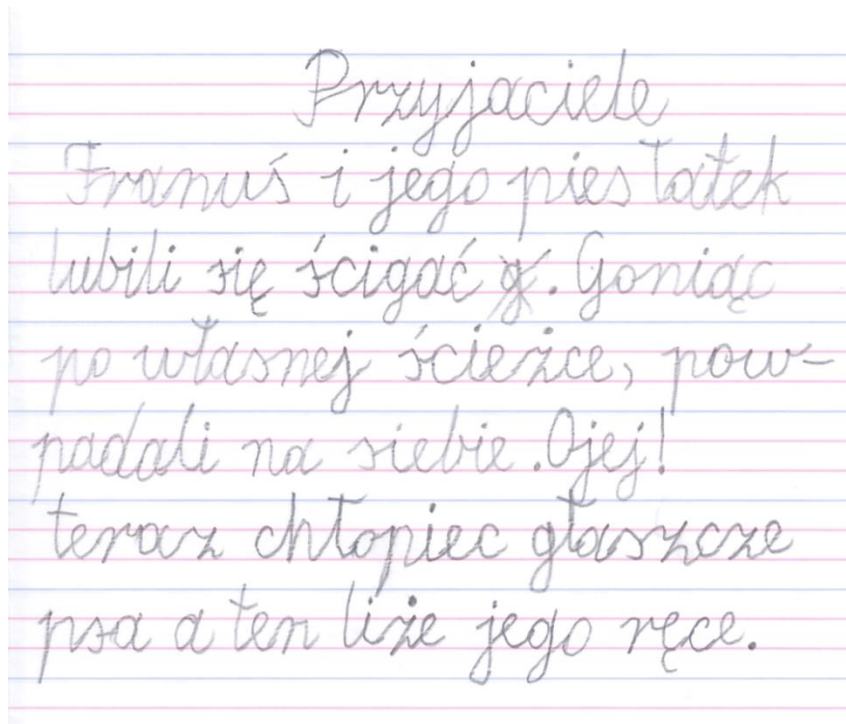 Przyjaciele
Franuś i jego pies Łatek
lubili się ścigać. Goniąc
po własnej ścieżce, pow-
padali na siebie. Ojej!
teraz chłopiec głaszcze
psa a ten liże jego ręce.